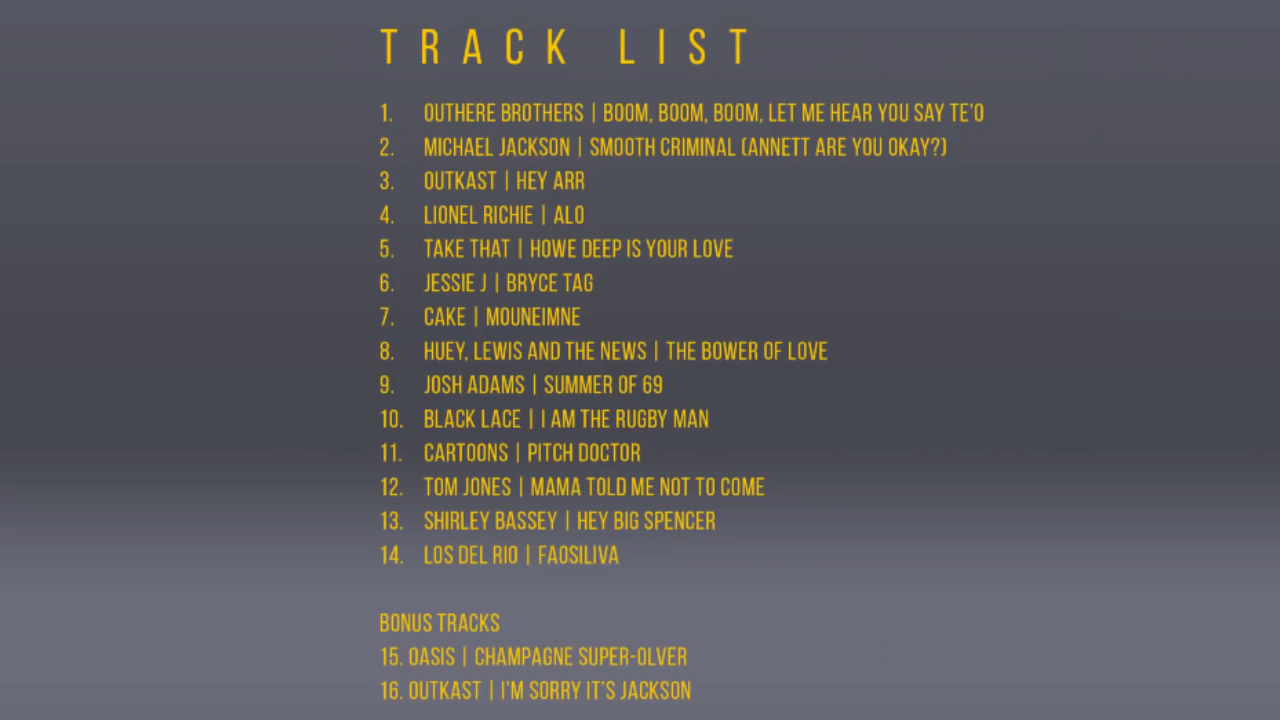 TRACK LIST
1. OUTHERE BROTHERS | BOOM, BOOM, BOOM, LET ME HEAR YOU SAY TE'O
2. MICHAEL JACKSON | SMOOTH CRIMINAL (ANNETT ARE YOU OKAY?)
3. OUTKAST | HEY ARR
4. LIONEL RICHIE | ALO
5. TAKE THAT | HOWE DEEP IS YOUR LOVE
6. JESSIE J | BRYCE TAG
7. CAKE | MOUNEIMNE
8. HUEY, LEWIS AND THE NEWS | THE BOWER OF LOVE
9. JOSH ADAMS | SUMMER OF 69
10. BLACK LACE | I AM THE RUGBY MAN
11. CARTOONS | PITCH DOCTOR
12. TOM JONES | MAMA TOLD ME NOT TO COME
13. SHIRLEY BASSEY | HEY BIG SPENCER
14. LOS DEL RIO | FAOSILIVA
BONUS TRACKS
15. OASIS | CHAMPAGNE SUPER-OLVER
16. OUTKAST | I'M SORRY IT'S JACKSON